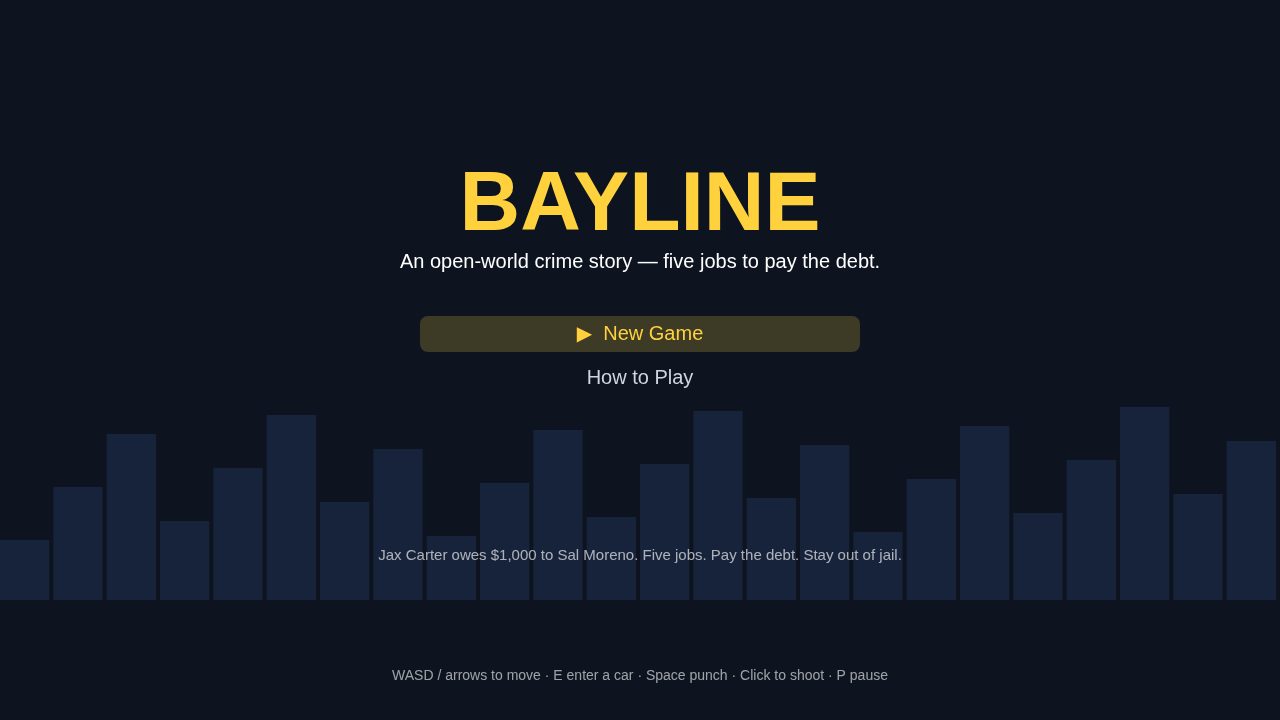 BAYLINE
An open-world crime story — five jobs to pay the debt.
▶ New Game
How to Play
Jax Carter owes $1,000 to Sal Moreno. Five jobs. Pay the debt. Stay out of jail.
WASD / arrows to move · E enter a car · Space punch · Click to shoot · P pause